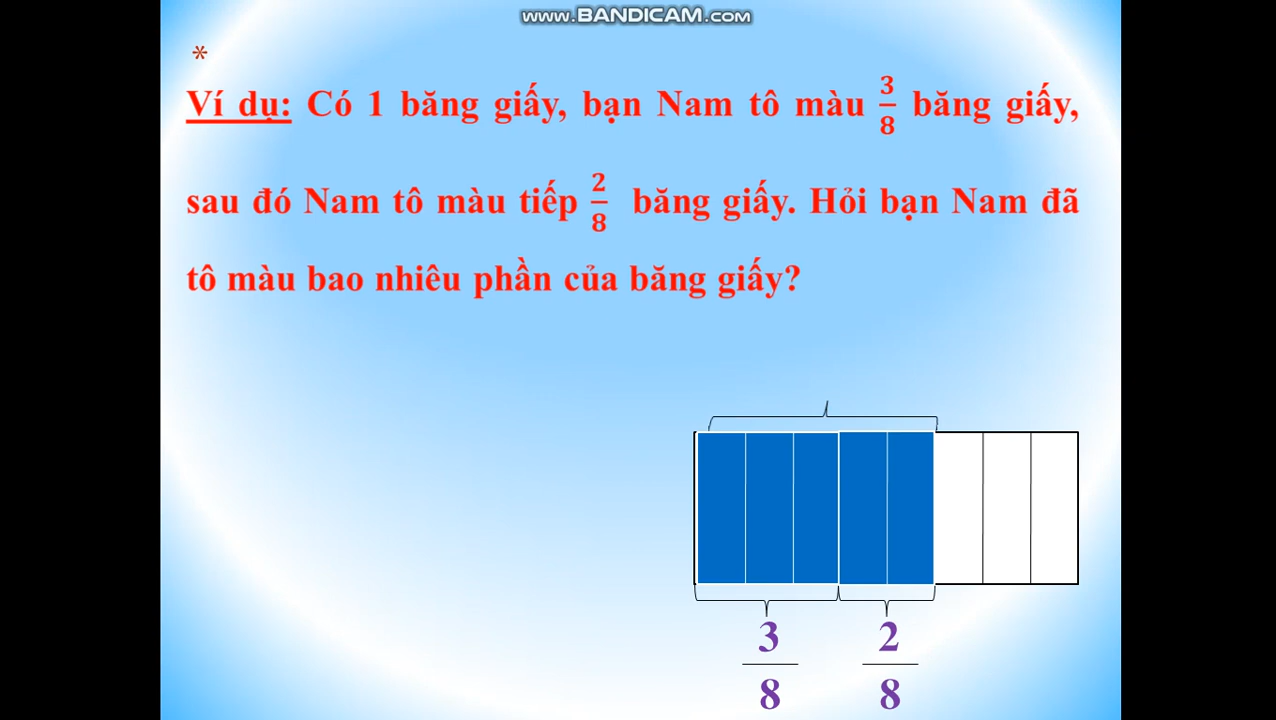 www.BANDICAM.com
*
Ví dụ: Có 1 băng giấy, bạn Nam tô màu 3/8 băng giấy,
sau đó Nam tô màu tiếp 2/8 băng giấy. Hỏi bạn Nam đã
tô màu bao nhiêu phần của băng giấy?
3/8 2/8